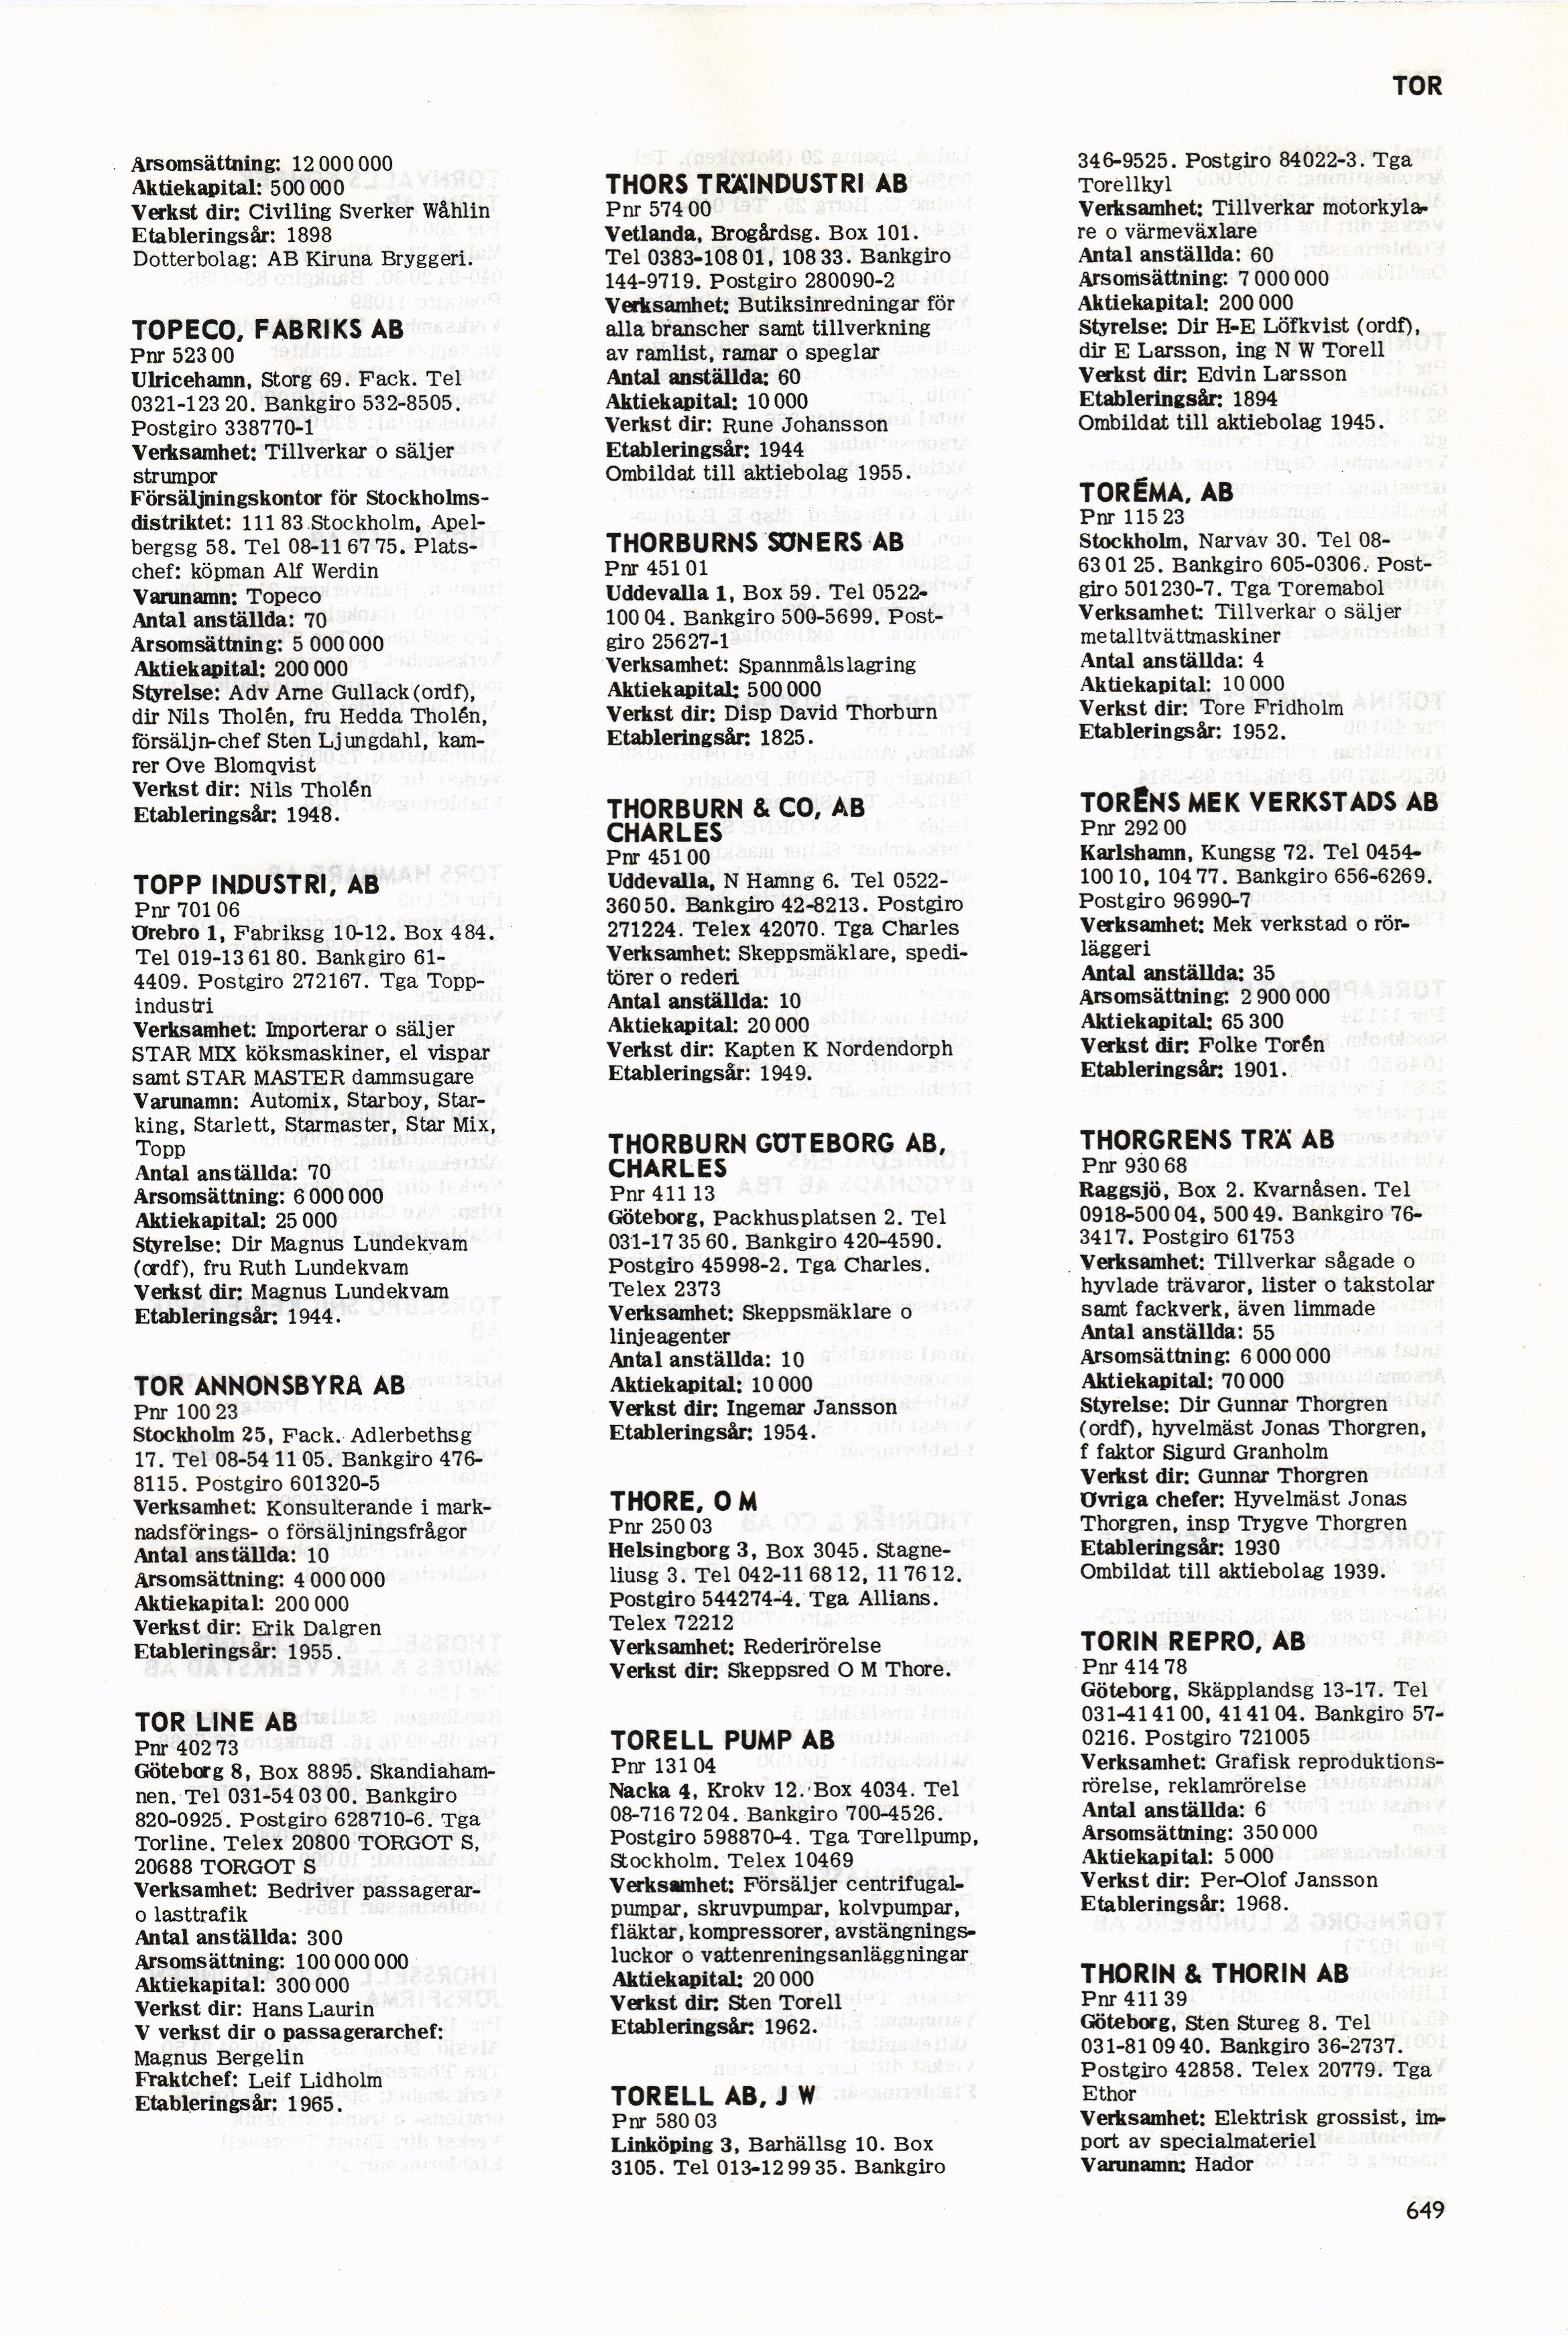 TOR
Årsomsättning: 12 000 000
Aktiekapital: 500 000
Verkst dir: Civiling Sverker Wåhlin
Etableringsår: 1898
Dotterbolag: AB Kiruna Bryggeri.
TOPECO, FABRIKS AB
Pnr 523 00
Ulricehamn, Storg 69. Fack. Tel
0321-123 20. Bankgiro 532-8505.
Postgiro 338770-1
Verksamhet: Tillverkar o säljer
strumpor
Försäljningskontor för Stockholms-
distriktet: 111 83 Stockholm, Apel-
bergsg 58. Tel 08-11 67 75. Plats-
chef: köpman Alf Werdin
Varunamn: Topeco
Antal anställda: 70
Årsomsättning: 5 000 000
Aktiekapital: 200 000
Styrelse: Adv Arne Gullack (ordf),
dir Nils Tholén, fru Hedda Tholén,
försäljn-chef Sten Ljungdahl, kam-
rer Ove Blomqvist
Verkst dir: Nils Tholén
Etableringsår: 1948.
TOPP INDUSTRI, AB
Pnr 701 06
Örebro 1, Fabriksg 10-12. Box 484.
Tel 019-13 61 80. Bankgiro 61-
4409. Postgiro 272167. Tga Topp-
industri
Verksamhet: Importerar o säljer
STAR MIX köksmaskiner, el vispar
samt STAR MASTER dammsugare
Varunamn: Automix, Starboy, Star-
king, Starlett, Starmaster, Star Mix,
Topp
Antal anställda: 70
Årsomsättning: 6 000 000
Aktiekapital: 25 000
Styrelse: Dir Magnus Lundekvam
(ordf), fru Ruth Lundekvam
Verkst dir: Magnus Lundekvam
Etableringsår: 1944.
TOR ANNONSBYRÅ AB
Pnr 100 23
Stockholm 25, Fack. Adlerbethsg
17. Tel 08-54 11 05. Bankgiro 476-
8115. Postgiro 601320-5
Verksamhet: Konsulterande i mark-
nadsförings- o försäljningsfrågor
Antal anställda: 10
Årsomsättning: 4 000 000
Aktiekapital: 200 000
Verkst dir: Erik Dalgren
Etableringsår: 1955.
TOR LINE AB
Pnr 402 73
Göteborg 8, Box 8895. Skandiaham-
nen. Tel 031-54 03 00. Bankgiro
820-0925. Postgiro 628710-6. Tga
Torline. Telex 20800 TORGOT S,
20688 TORGOT S
Verksamhet: Bedriver passagerar-
o lasttrafik
Antal anställda: 300
Årsomsättning: 100 000 000
Aktiekapital: 300 000
Verkst dir: Hans Laurin
V verkst dir o passagerarchef:
Magnus Bergelin
Fraktchef: Leif Lidholm
Etableringsår: 1965.
THORS TRÄINDUSTRI AB
Pnr 574 00
Vetlanda, Brogårdsg. Box 101.
Tel 0383-108 01, 108 33. Bankgiro
144-9719. Postgiro 280090-2
Verksamhet: Butiksinredningar för
alla branscher samt tillverkning
av ramlist, ramar o speglar
Antal anställda: 60
Aktiekapital: 10 000
Verkst dir: Rune Johansson
Etableringsår: 1944
Ombildat till aktiebolag 1955.
THORBURNS SÖNERS AB
Pnr 451 01
Uddevalla 1, Box 59. Tel 0522-
100 04. Bankgiro 500-5699. Post-
giro 25627-1
Verksamhet: Spannmålslagring
Aktiekapital: 500 000
Verkst dir: Disp David Thorburn
Etableringsår: 1825.
THORBURN & CO, AB
CHARLES
Pnr 451 00
Uddevalla, N Hamng 6. Tel 0522-
360 50. Bankgiro 42-8213. Postgiro
271224. Telex 42070. Tga Charles
Verksamhet: Skeppsmäklare, spedi-
törer o rederi
Antal anställda: 10
Aktiekapital: 20 000
Verkst dir: Kapten K Nordendorph
Etableringsår: 1949.
THORBURN GÖTEBORG AB,
CHARLES
Pnr 411 13
Göteborg, Packhusplatsen 2. Tel
031-17 35 60. Bankgiro 420-4590.
Postgiro 45998-2. Tga Charles.
Telex 2373
Verksamhet: Skeppsmäklare o
linjeagenter
Antal anställda: 10
Aktiekapital: 10 000
Verkst dir: Ingemar Jansson
Etableringsår: 1954.
THORE, O M
Pnr 250 03
Helsingborg 3, Box 3045. Stagne-
liusg 3. Tel 042-11 68 12, 11 76 12.
Postgiro 544274-4. Tga Allians.
Telex 72212
Verksamhet: Rederirörelse
Verkst dir: Skeppsred O M Thore.
TORELL PUMP AB
Pnr 131 04
Nacka 4, Krokv 12. Box 4034. Tel
08-716 72 04. Bankgiro 700-4526.
Postgiro 598870-4. Tga Torellpump,
Stockholm. Telex 10469
Verksamhet: Försäljer centrifugal-
pumpar, skruvpumpar, kolvpumpar,
fläktar, kompressorer, avstängnings-
luckor o vattenreningsanläggningar
Aktiekapital: 20 000
Verkst dir: Sten Torell
Etableringsår: 1962.
TORELL AB, J W
Pnr 580 03
Linköping 3, Barhällsg 10. Box
3105. Tel 013-12 99 35. Bankgiro
346-9525. Postgiro 84022-3. Tga
Torellkyl
Verksamhet: Tillverkar motorkyla-
re o värmeväxlare
Antal anställda: 60
Årsomsättning: 7 000 000
Aktiekapital: 200 000
Styrelse: Dir H-E Löfkvist (ordf),
dir E Larsson, ing N W Torell
Verkst dir: Edvin Larsson
Etableringsår: 1894
Ombildat till aktiebolag 1945.
TORÉMA, AB
Pnr 115 23
Stockholm, Narvav 30. Tel 08-
63 01 25. Bankgiro 605-0306. Post-
giro 501230-7. Tga Toremabol
Verksamhet: Tillverkar o säljer
metalltvättmaskiner
Antal anställda: 4
Aktiekapital: 10 000
Verkst dir: Tore Fridholm
Etableringsår: 1952.
TORÉNS MEK VERKSTADS AB
Pnr 292 00
Karlshamn, Kungsg 72. Tel 0454-
100 10, 104 77. Bankgiro 656-6269.
Postgiro 96990-7
Verksamhet: Mek verkstad o rör-
läggeri
Antal anställda: 35
Årsomsättning: 2 900 000
Aktiekapital: 65 300
Verkst dir: Folke Torén
Etableringsår: 1901.
THORGRENS TRÄ AB
Pnr 930 68
Raggsjö, Box 2. Kvarnåsen. Tel
0918-500 04, 500 49. Bankgiro 76-
3417. Postgiro 61753
Verksamhet: Tillverkar sågade o
hyvlade trävaror, lister o takstolar
samt fackverk, även limmade
Antal anställda: 55
Årsomsättning: 6 000 000
Aktiekapital: 70 000
Styrelse: Dir Gunnar Thorgren
(ordf), hyvelmäst Jonas Thorgren,
f faktor Sigurd Granholm
Verkst dir: Gunnar Thorgren
Övriga chefer: Hyvelmäst Jonas
Thorgren, insp Trygve Thorgren
Etableringsår: 1930
Ombildat till aktiebolag 1939.
TORIN REPRO, AB
Pnr 414 78
Göteborg, Skäpplandsg 13-17. Tel
031-41 41 00, 41 41 04. Bankgiro 57-
0216. Postgiro 721005
Verksamhet: Grafisk reproduktions-
rörelse, reklamrörelse
Antal anställda: 6
Årsomsättning: 350 000
Aktiekapital: 5 000
Verkst dir: Per-Olof Jansson
Etableringsår: 1968.
THORIN & THORIN AB
Pnr 411 39
Göteborg, Sten Stureg 8. Tel
031-81 09 40. Bankgiro 36-2737.
Postgiro 42858. Telex 20779. Tga
Ethor
Verksamhet: Elektrisk grossist, im-
port av specialmateriel
Varunamn: Hador
649